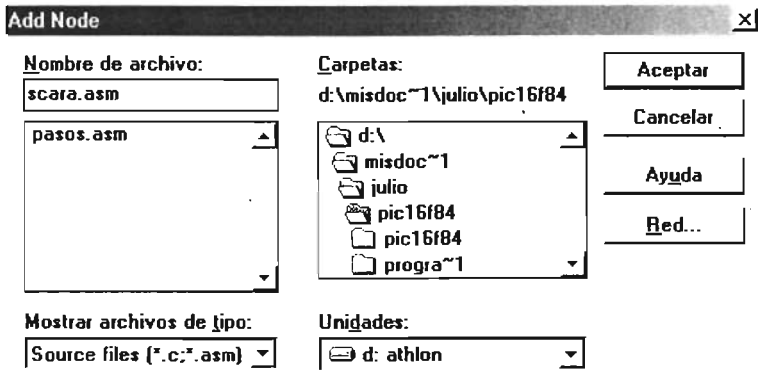 Add Node
Nombre de archivo:
scara.asm
pasos.asm
Mostrar archivos de tipo:
Source files (*.c;*.asm)
Carpetas:
d:\misdoc~1\julio\pic16f84
d:\
misdoc~1
julio
pic16f84
pic16f84
progra~1
Unidades:
d: athlon
Aceptar
Cancelar
Ayuda
Red...